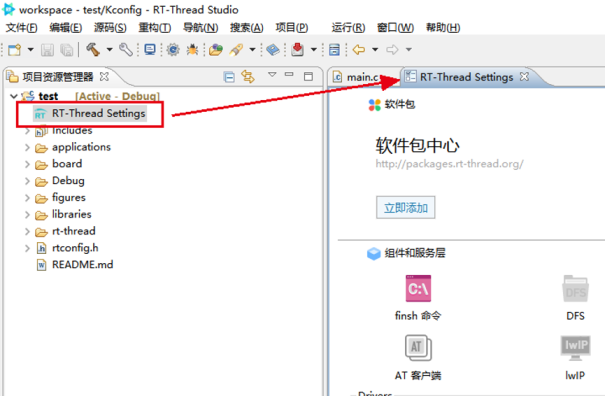 workspace - test/Kconfig - RT-Thread Studio
文件(F) 编辑(E) 源码(S) 重构(T) 导航(N) 搜索(A) 项目(P) 运行(R) 窗口(W) 帮助(H)
项目资源管理器
main.c
RT-Thread Settings
test [Active - Debug]
RT-Thread Settings
Includes
applications
board
Debug
figures
libraries
rt-thread
rtconfig.h
README.md
软件包
软件包中心
http://packages.rt-thread.org/
立即添加
组件和服务层
C:\
DFS
finsh 命令
DFS
AT
lwIP
AT 客户端
lwIP
Drivers